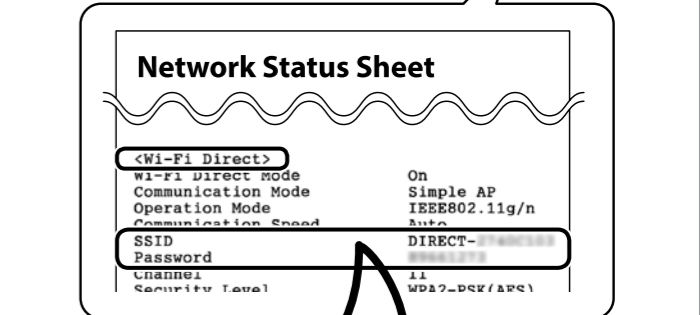 Network Status Sheet
<Wi-Fi Direct>
Wi-Fi Direct Mode On
Communication Mode Simple AP
Operation Mode IEEE802.11g/n
Communication Speed Auto
SSID DIRECT-
Password
Channel 11
Security Level WPA2-PSK(AES)